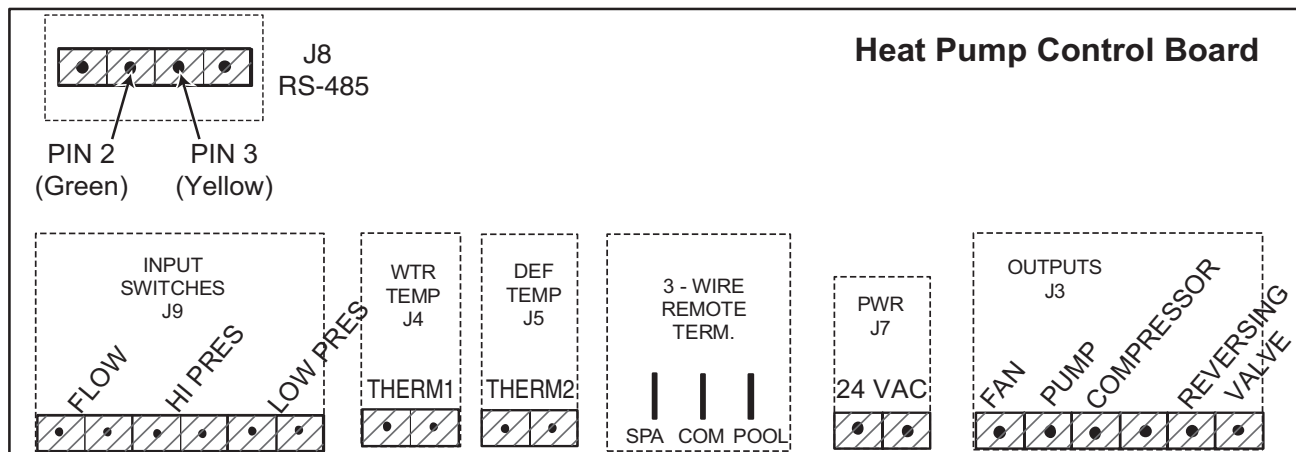 Heat Pump Control Board
J8
RS-485
PIN 2
(Green)
PIN 3
(Yellow)
INPUT
SWITCHES
J9
FLOW
HI PRES
LOW PRES
WTR
TEMP
J4
THERM1
DEF
TEMP
J5
THERM2
3 - WIRE
REMOTE
TERM.
SPA COM POOL
PWR
J7
24 VAC
OUTPUTS
J3
FAN
PUMP
COMPRESSOR
REVERSING
VALVE